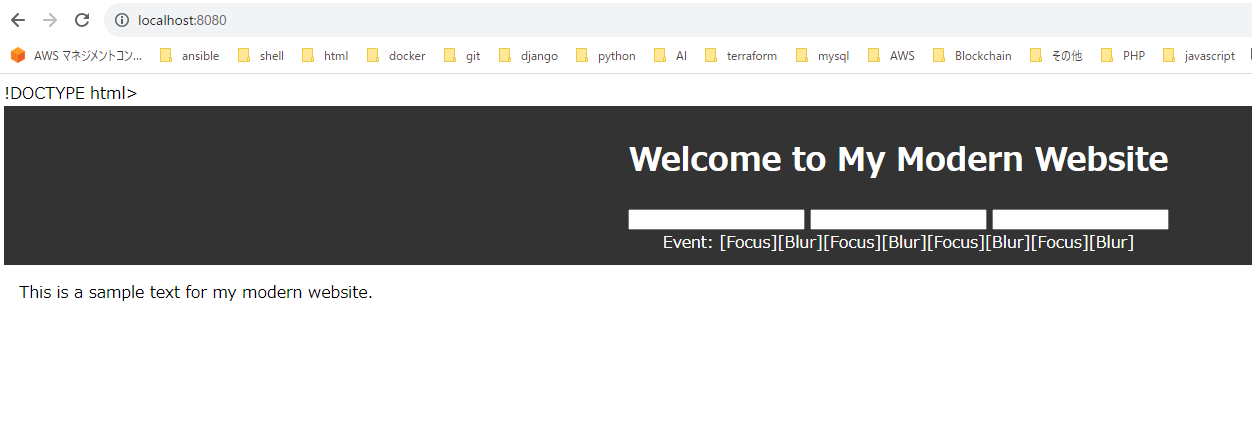 localhost:8080
AWS マネジメントコン... ansible shell html docker git django python AI terraform mysql AWS Blockchain その他 PHP javascript
!DOCTYPE html>
Welcome to My Modern Website
Event: [Focus][Blur][Focus][Blur][Focus][Blur][Focus][Blur]
This is a sample text for my modern website.